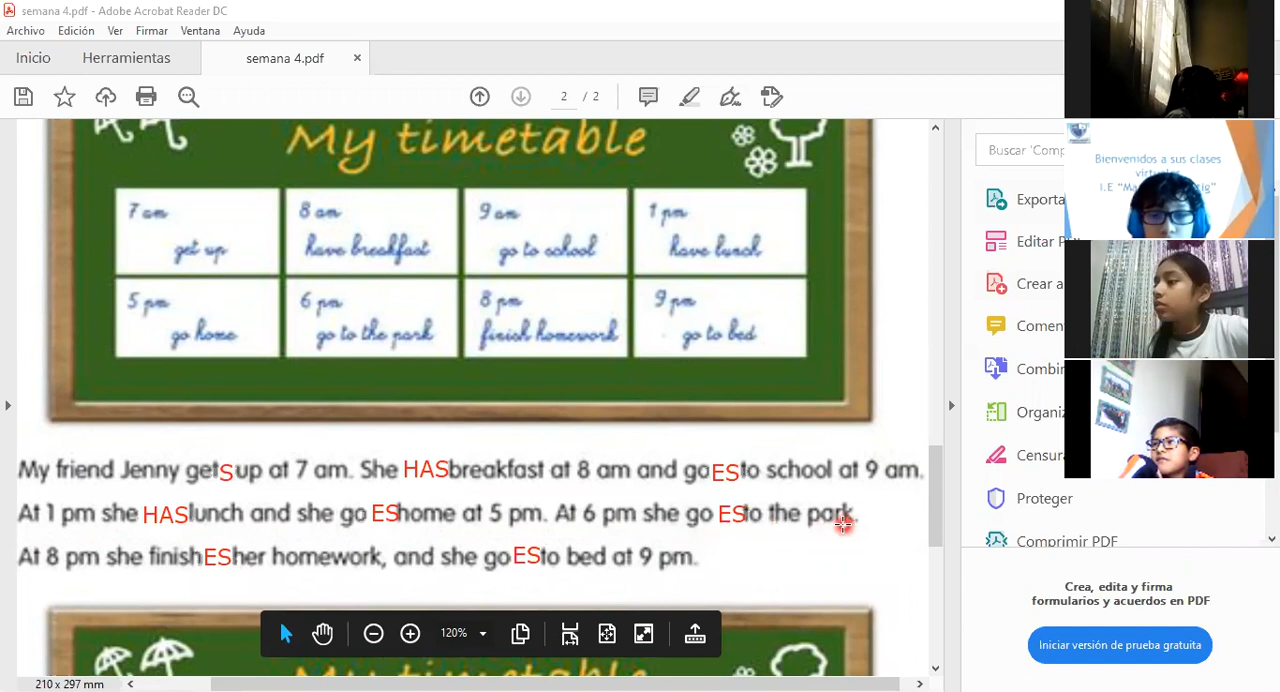 semana 4.pdf - Adobe Acrobat Reader DC
Archivo Edición Ver Firmar Ventana Ayuda
Inicio Herramientas semana 4.pdf ×
2 / 2
My timetable
7 am 8 am 9 am 1 pm
get up have breakfast go to school have lunch
5 pm 6 pm 8 pm 9 pm
go home go to the park finish homework go to bed
My friend Jenny getS up at 7 am. She HAS breakfast at 8 am and goES to school at 9 am.
At 1 pm she HAS lunch and she go ES home at 5 pm. At 6 pm she go ES to the park.
At 8 pm she finishES her homework, and she goES to bed at 9 pm.
My timetable
120%
210 x 297 mm
Buscar 'Comp
Bienvenidos a sus clases
I.E "Ma
Exporta
Editar PD
Crear a
Comen
Combin
Organiz
Censura
Proteger
Comprimir PDF
Crea, edita y firma
formularios y acuerdos en PDF
Iniciar versión de prueba gratuita